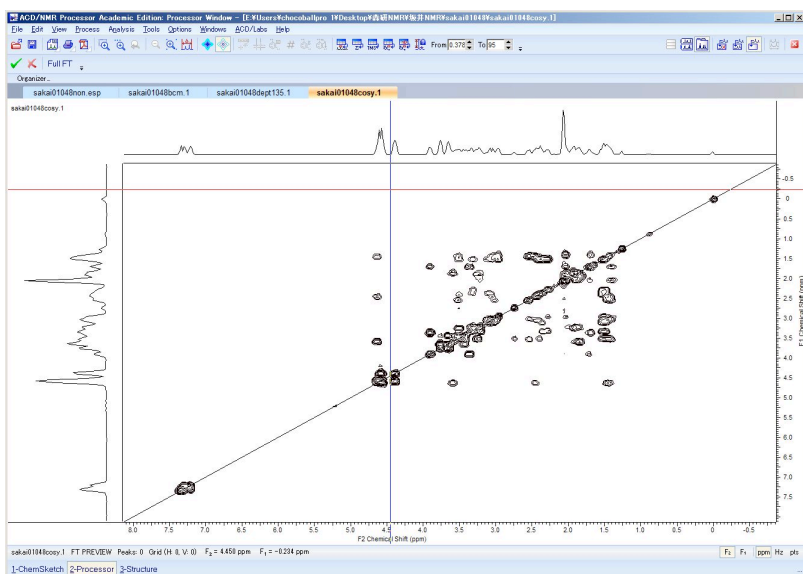 ACD/NMR Processor Academic Edition: Processor Window - [E:¥Users¥chocoballpro 1¥Desktop¥森研NMR¥坂井NMR¥sakai01048¥sakai01048cosy.1]
File Edit View Process Analysis Tools Options Windows ACD/Labs Help
From 0.378 To 95
Full FT
Organizer...
sakai01048non.esp sakai01048bcm.1 sakai01048dept135.1 sakai01048cosy.1
sakai01048cosy.1
-0.5
0
0.5
1.0
1.5
2.0
2.5
3.0
3.5
4.0
4.5
5.0
5.5
6.0
6.5
7.0
7.5
F1 Chemical Shift (ppm)
8.0 7.5 7.0 6.5 6.0 5.5 5.0 4.5 4.0 3.5 3.0 2.5 2.0 1.5 1.0 0.5 0 -0.5
F2 Chemical Shift (ppm)
sakai01048cosy.1 FT PREVIEW Peaks: 0 Grid (H: 0, V: 0) F2 = 4.450 ppm F1 = -0.234 ppm F2 F1 ppm Hz pts
1-ChemSketch 2-Processor 3-Structure